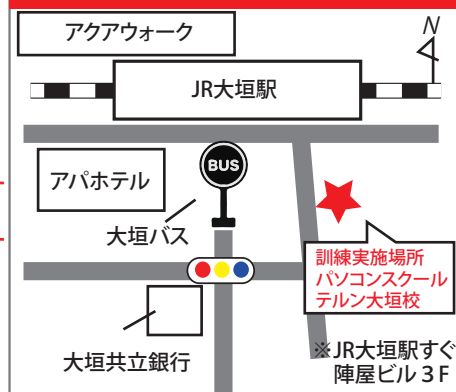 アクアウォーク
N
JR大垣駅
BUS
アパホテル
大垣バス
訓練実施場所
パソコンスクール
テルン大垣校
大垣共立銀行
※JR大垣駅すぐ
陣屋ビル３F